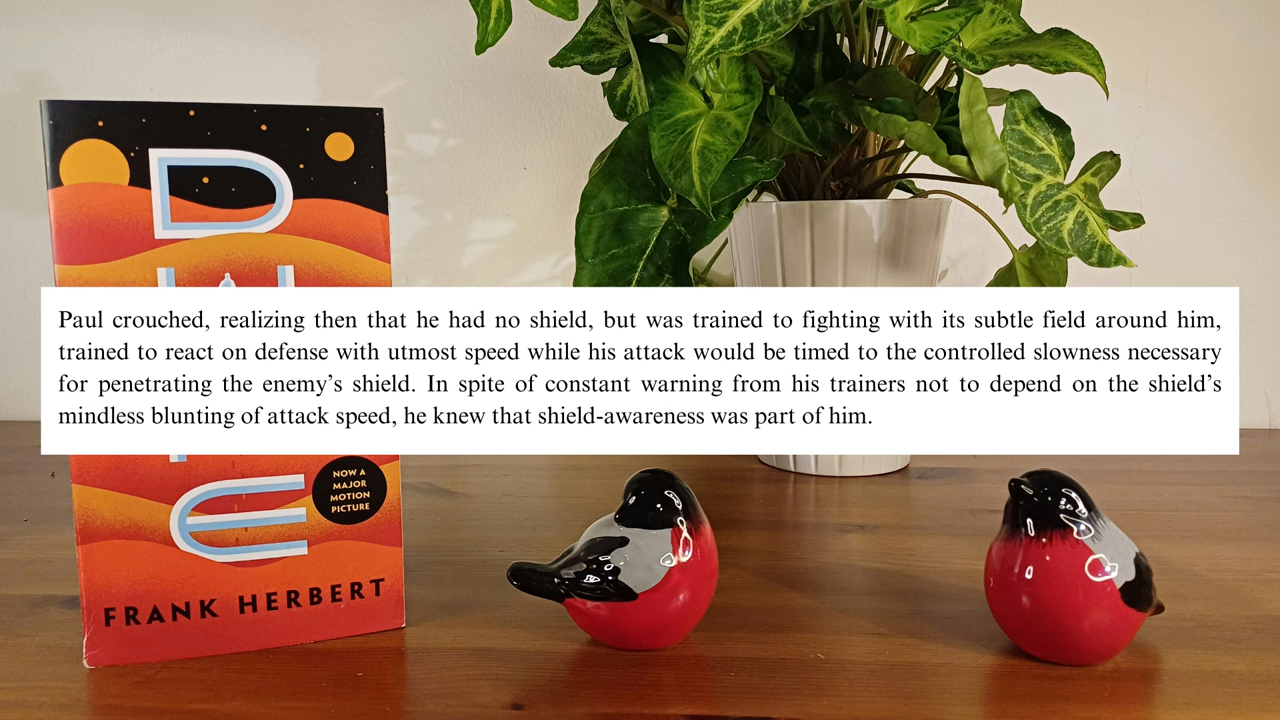 D
Paul crouched, realizing then that he had no shield, but was trained to fighting with its subtle field around him,
trained to react on defense with utmost speed while his attack would be timed to the controlled slowness necessary
for penetrating the enemy’s shield. In spite of constant warning from his trainers not to depend on the shield’s
mindless blunting of attack speed, he knew that shield-awareness was part of him.
E
NOW A
MAJOR
MOTION
PICTURE
FRANK HERBERT